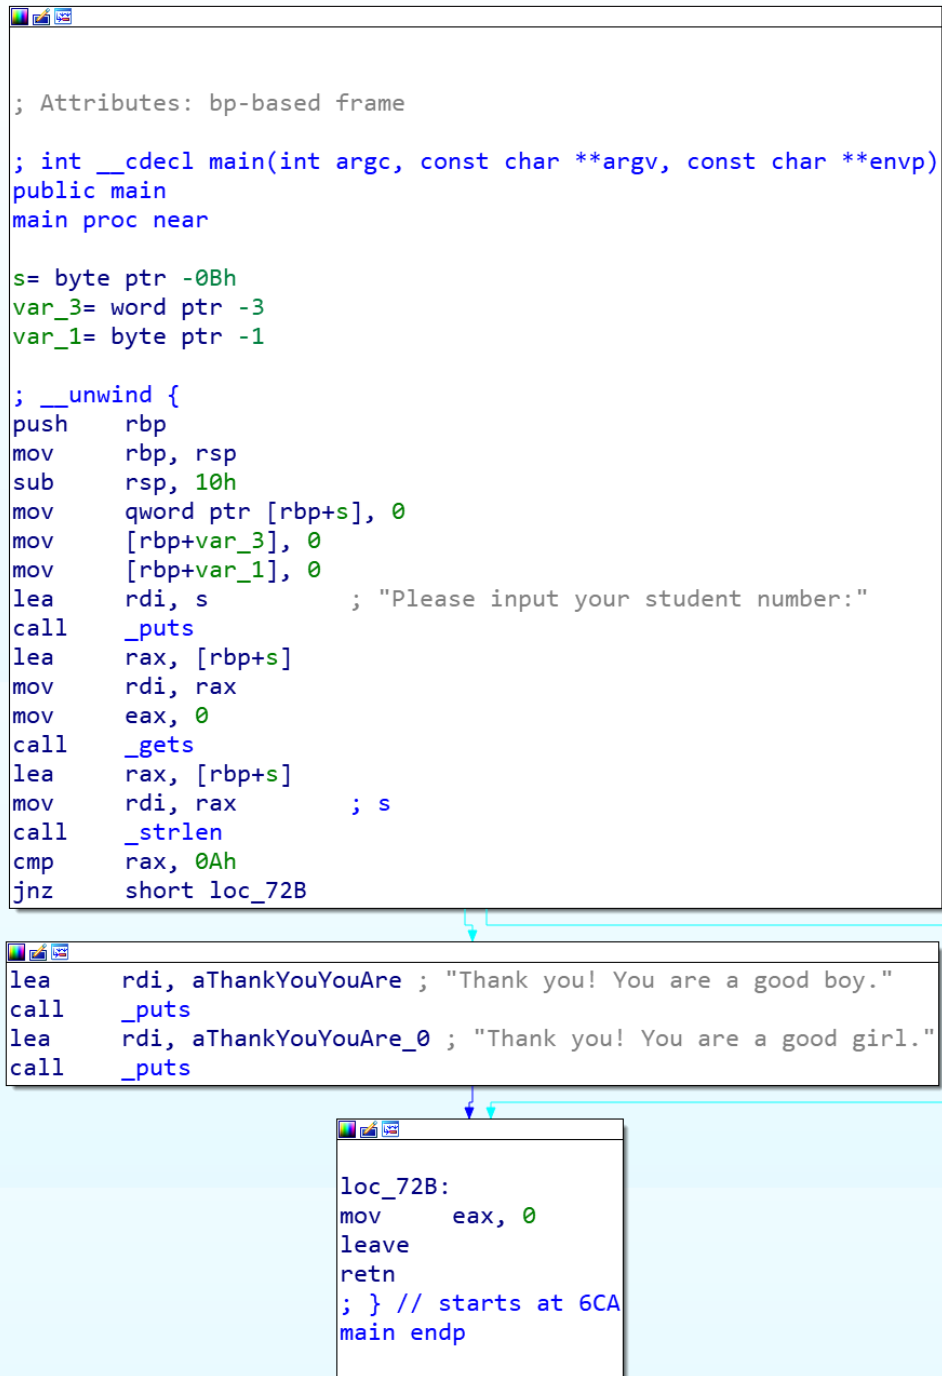 ; Attributes: bp-based frame
; int __cdecl main(int argc, const char **argv, const char **envp)
public main
main proc near
s= byte ptr -0Bh
var_3= word ptr -3
var_1= byte ptr -1
; __unwind {
push rbp
mov rbp, rsp
sub rsp, 10h
mov qword ptr [rbp+s], 0
mov [rbp+var_3], 0
mov [rbp+var_1], 0
lea rdi, s ; "Please input your student number:"
call _puts
lea rax, [rbp+s]
mov rdi, rax
mov eax, 0
call _gets
lea rax, [rbp+s]
mov rdi, rax ; s
call _strlen
cmp rax, 0Ah
jnz short loc_72B
lea rdi, aThankYouYouAre ; "Thank you! You are a good boy."
call _puts
lea rdi, aThankYouYouAre_0 ; "Thank you! You are a good girl."
call _puts
loc_72B:
mov eax, 0
leave
retn
; } // starts at 6CA
main endp